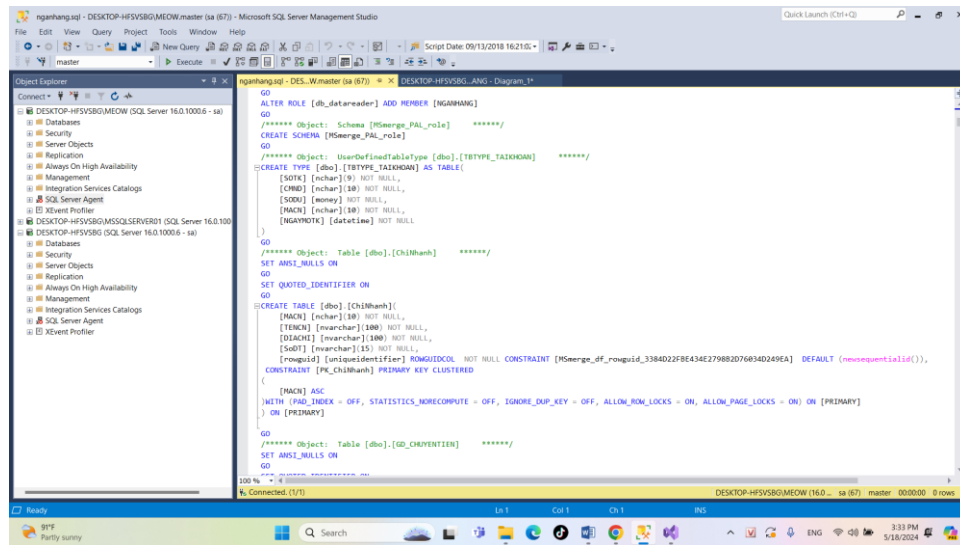 nganhang.sql - DESKTOP-HFSVSBG\MEOW.master (sa (67)) - Microsoft SQL Server Management Studio
Quick Launch (Ctrl+Q)
File Edit View Query Project Tools Window Help
New Query
Script Date: 09/13/2018 16:21:0
master
Execute
Object Explorer
nganhang.sql - DES...W.master (sa (67))
DESKTOP-HFSVSBG...ANG - Diagram_1*
Connect
DESKTOP-HFSVSBG\MEOW (SQL Server 16.0.1000.6 - sa)
Databases
Security
Server Objects
Replication
Always On High Availability
Management
Integration Services Catalogs
SQL Server Agent
XEvent Profiler
DESKTOP-HFSVSBG\MSSQLSERVER01 (SQL Server 16.0.100
DESKTOP-HFSVSBG (SQL Server 16.0.1000.6 - sa)
Databases
Security
Server Objects
Replication
Always On High Availability
Management
Integration Services Catalogs
SQL Server Agent
XEvent Profiler
GO
ALTER ROLE [db_datareader] ADD MEMBER [NGANHANG]
GO
/****** Object: Schema [MSmerge_PAL_role] ******/
CREATE SCHEMA [MSmerge_PAL_role]
GO
/****** Object: UserDefinedTableType [dbo].[TBTYPE_TAIKHOAN] ******/
CREATE TYPE [dbo].[TBTYPE_TAIKHOAN] AS TABLE(
[SOTK] [nchar](9) NOT NULL,
[CMND] [nchar](10) NOT NULL,
[SODU] [money] NOT NULL,
[MACN] [nchar](10) NOT NULL,
[NGAYMOTK] [datetime] NOT NULL
)
GO
/****** Object: Table [dbo].[ChiNhanh] ******/
SET ANSI_NULLS ON
GO
SET QUOTED_IDENTIFIER ON
GO
CREATE TABLE [dbo].[ChiNhanh](
[MACN] [nchar](10) NOT NULL,
[TENCN] [nvarchar](100) NOT NULL,
[DIACHI] [nvarchar](100) NOT NULL,
[SoDT] [nvarchar](15) NOT NULL,
[rowguid] [uniqueidentifier] ROWGUIDCOL NOT NULL CONSTRAINT [MSmerge_df_rowguid_3384D22FBE434E2798B2D76034D249EA] DEFAULT (newsequentialid()),
CONSTRAINT [PK_ChiNhanh] PRIMARY KEY CLUSTERED
(
[MACN] ASC
)WITH (PAD_INDEX = OFF, STATISTICS_NORECOMPUTE = OFF, IGNORE_DUP_KEY = OFF, ALLOW_ROW_LOCKS = ON, ALLOW_PAGE_LOCKS = ON) ON [PRIMARY]
) ON [PRIMARY]
GO
/****** Object: Table [dbo].[GD_CHUYENTIEN] ******/
SET ANSI_NULLS ON
GO
SET QUOTED_IDENTIFIER ON
100 %
Connected. (1/1)
DESKTOP-HFSVSBG\MEOW (16.0 ... sa (67) master 00:00:00 0 rows
Ready
Ln 1 Col 1 Ch 1 INS
91°F
Partly sunny
Search
ENG
3:33 PM
5/18/2024